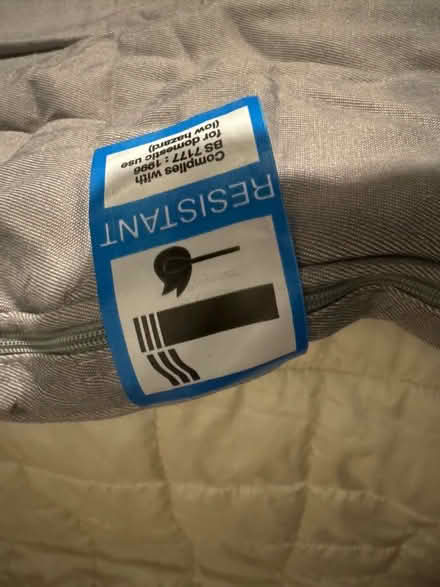 RESISTANT
Complies with
BS 7177 : 1996
for domestic use
(low hazard)